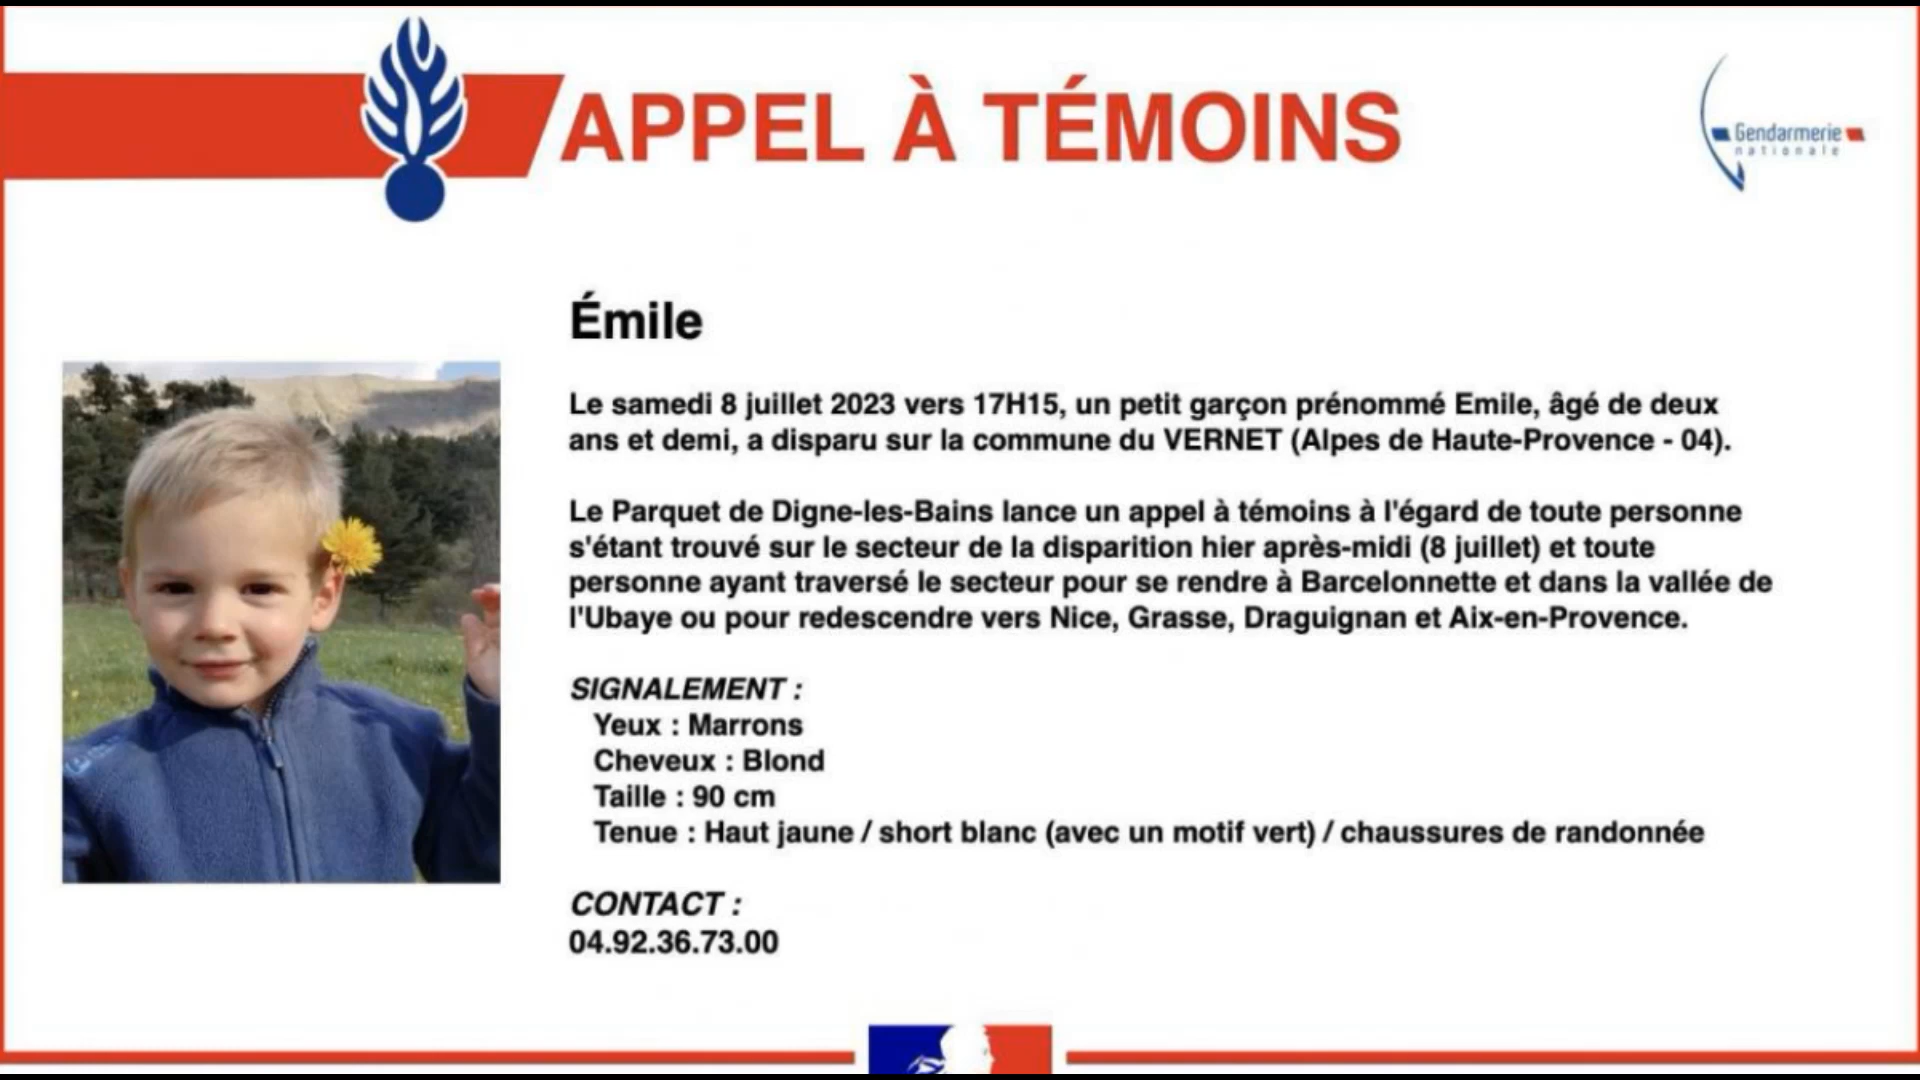 APPEL À TÉMOINS
Gendarmerie
nationale
Émile
Le samedi 8 juillet 2023 vers 17H15, un petit garçon prénommé Emile, âgé de deux
ans et demi, a disparu sur la commune du VERNET (Alpes de Haute-Provence - 04).
Le Parquet de Digne-les-Bains lance un appel à témoins à l'égard de toute personne
s'étant trouvé sur le secteur de la disparition hier après-midi (8 juillet) et toute
personne ayant traversé le secteur pour se rendre à Barcelonnette et dans la vallée de
l'Ubaye ou pour redescendre vers Nice, Grasse, Draguignan et Aix-en-Provence.
SIGNALEMENT :
Yeux : Marrons
Cheveux : Blond
Taille : 90 cm
Tenue : Haut jaune / short blanc (avec un motif vert) / chaussures de randonnée
CONTACT :
04.92.36.73.00